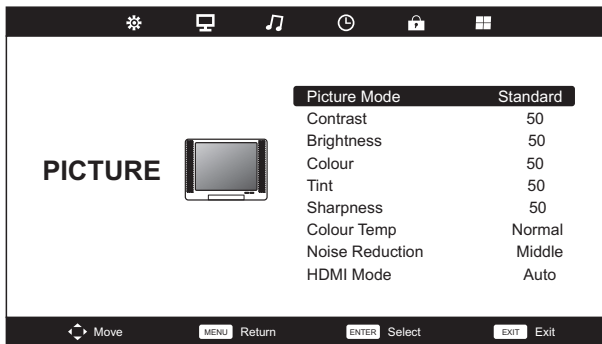 Picture Mode Standard
Contrast 50
Brightness 50
Colour 50
PICTURE
Tint 50
Sharpness 50
Colour Temp Normal
Noise Reduction Middle
HDMI Mode Auto
Move MENU Return ENTER Select EXIT Exit